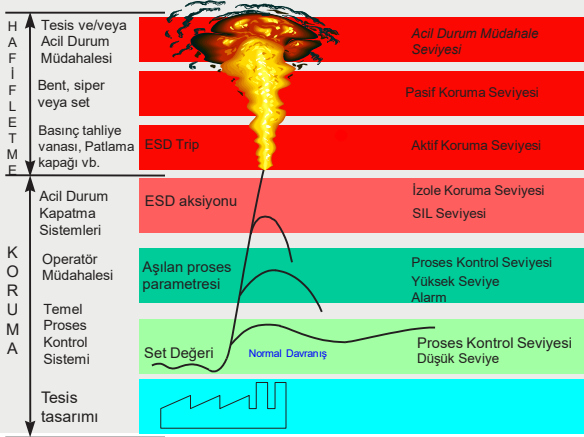 HAFİFLETME
Tesis ve/veya
Acil Durum
Müdahalesi
Acil Durum Müdahale
Seviyesi
Bent, siper
veya set
Pasif Koruma Seviyesi
Basınç tahliye
vanası, Patlama
kapağı vb.
ESD Trip
Aktif Koruma Seviyesi
KORUMA
Acil Durum
Kapatma
Sistemleri
ESD aksiyonu
İzole Koruma Seviyesi
SIL Seviyesi
Operatör
Müdahalesi
Aşılan proses
parametresi
Proses Kontrol Seviyesi
Yüksek Seviye
Alarm
Temel
Proses
Kontrol
Sistemi
Set Değeri
Normal Davranış
Proses Kontrol Seviyesi
Düşük Seviye
Tesis
tasarımı